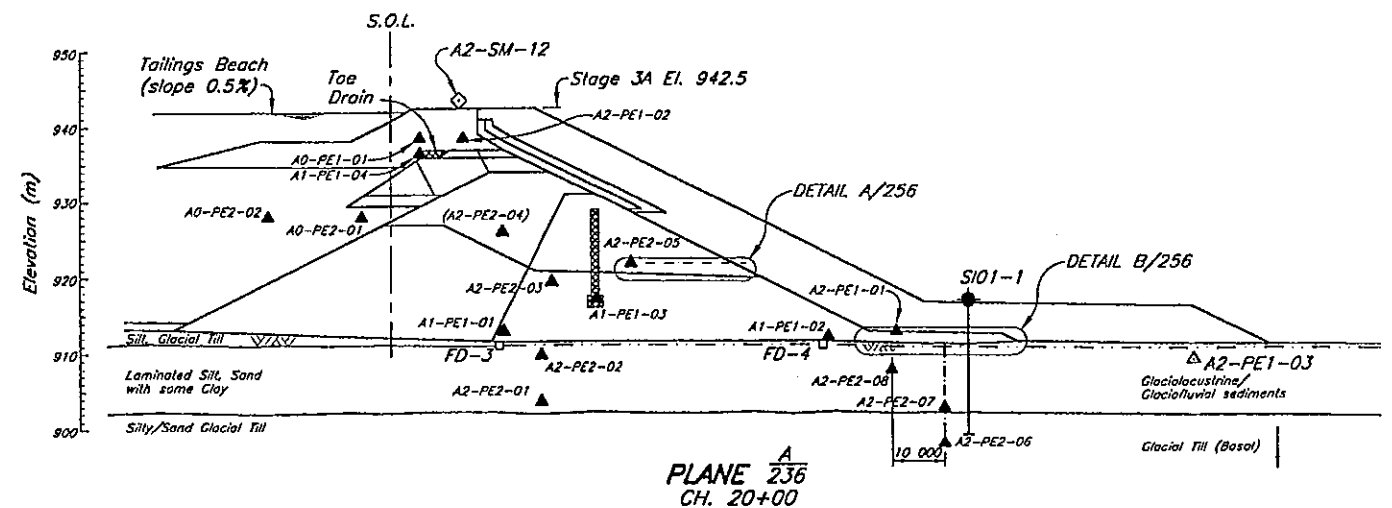 S.O.L.
950
A2-SM-12
Tailings Beach
(slope 0.5%)
Toe
Drain
Stage 3A El. 942.5
A2-PE1-02
940
A0-PE1-01
A1-PE1-04
DETAIL A/256
930
A0-PE2-02
A0-PE2-01
(A2-PE2-04)
A2-PE2-05
Elevation (m)
920
A2-PE2-03
A1-PE1-03
SI01-1
DETAIL B/256
A2-PE1-01
A1-PE1-01
A1-PE1-02
Silt, Glacial Till
910
FD-3
FD-4
A2-PE2-02
A2-PE1-03
A2-PE2-08
Laminated Silt, Sand
with some Clay
A2-PE2-01
A2-PE2-07
Glaciolacustrine/
Glaciofluvial sediments
900
Silty/Sand Glacial Till
A2-PE2-06
Glacial Till (Basal)
10 000
PLANE A/236
CH. 20+00